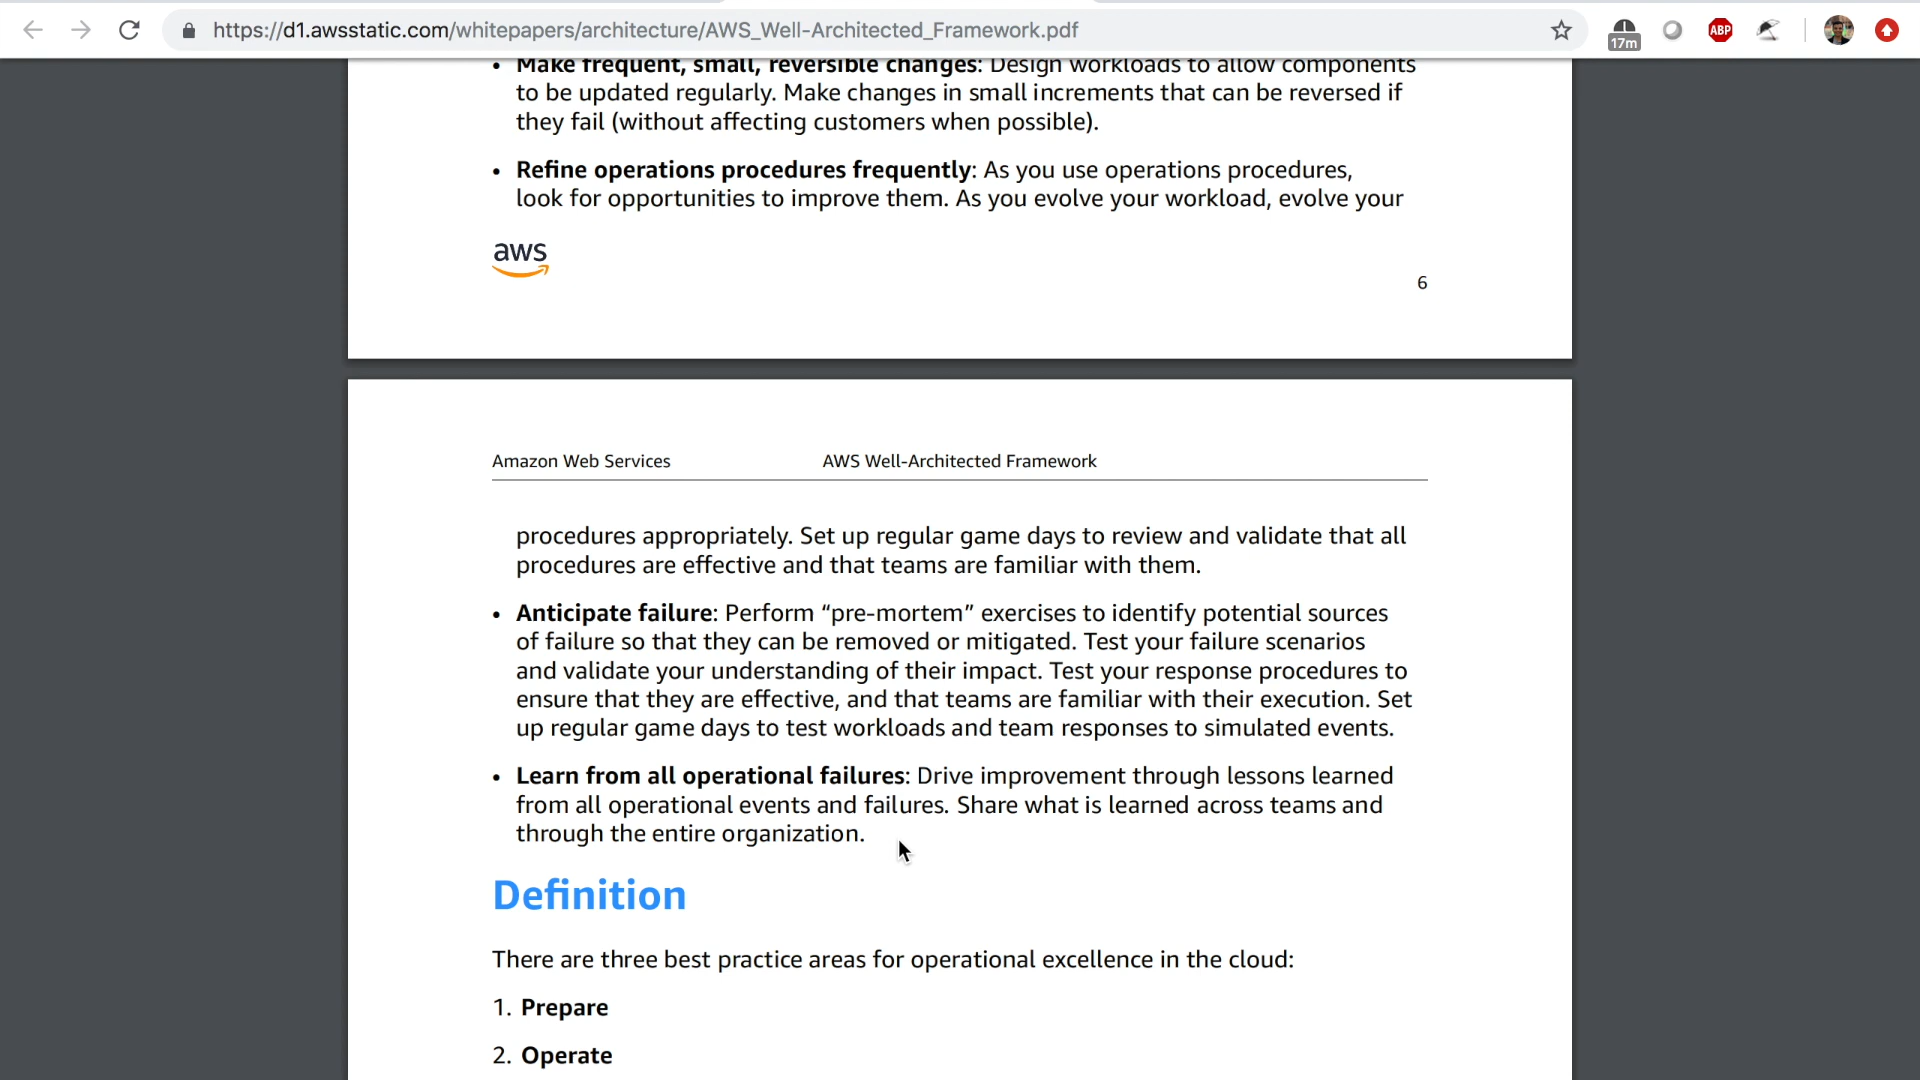 https://d1.awsstatic.com/whitepapers/architecture/AWS_Well-Architected_Framework.pdf
17m
ABP
• Make frequent, small, reversible changes: Design workloads to allow components
to be updated regularly. Make changes in small increments that can be reversed if
they fail (without affecting customers when possible).
• Refine operations procedures frequently: As you use operations procedures,
look for opportunities to improve them. As you evolve your workload, evolve your
aws
6
Amazon Web Services AWS Well-Architected Framework
procedures appropriately. Set up regular game days to review and validate that all
procedures are effective and that teams are familiar with them.
• Anticipate failure: Perform “pre-mortem” exercises to identify potential sources
of failure so that they can be removed or mitigated. Test your failure scenarios
and validate your understanding of their impact. Test your response procedures to
ensure that they are effective, and that teams are familiar with their execution. Set
up regular game days to test workloads and team responses to simulated events.
• Learn from all operational failures: Drive improvement through lessons learned
from all operational events and failures. Share what is learned across teams and
through the entire organization.
Definition
There are three best practice areas for operational excellence in the cloud:
1. Prepare
2. Operate